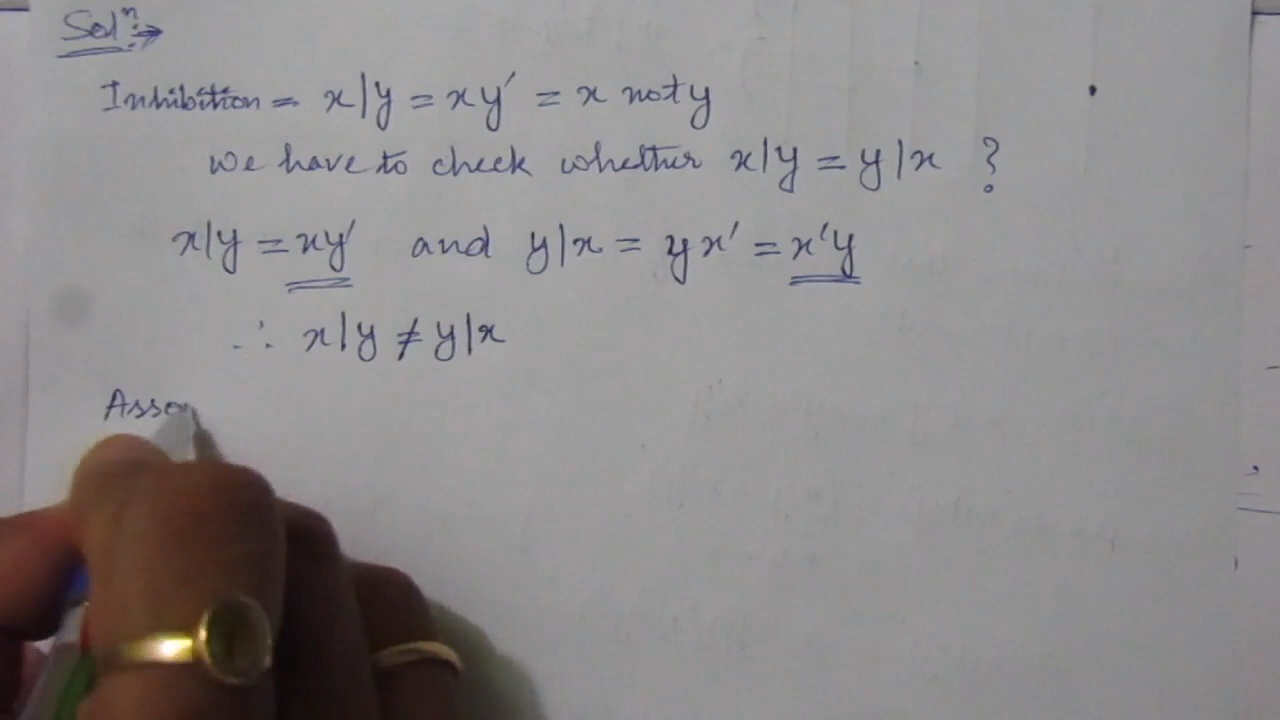 Solⁿ:→
Inhibition = x/y = xy' = x not y
We have to check whether x/y = y/x ?
x/y = xy' and y/x = yx' = x'y
∴ x/y ≠ y/x
Asso